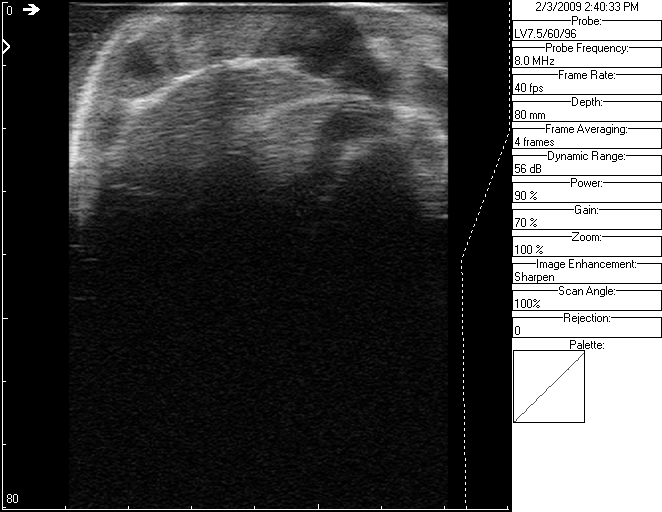 0
80
2/3/2009 2:40:33 PM
Probe:
LV7.5/60/96
Probe Frequency:
8.0 MHz
Frame Rate:
40 fps
Depth:
80 mm
Frame Averaging:
4 frames
Dynamic Range:
56 dB
Power:
90 %
Gain:
70 %
Zoom:
100 %
Image Enhancement:
Sharpen
Scan Angle:
100%
Rejection:
0
Palette: